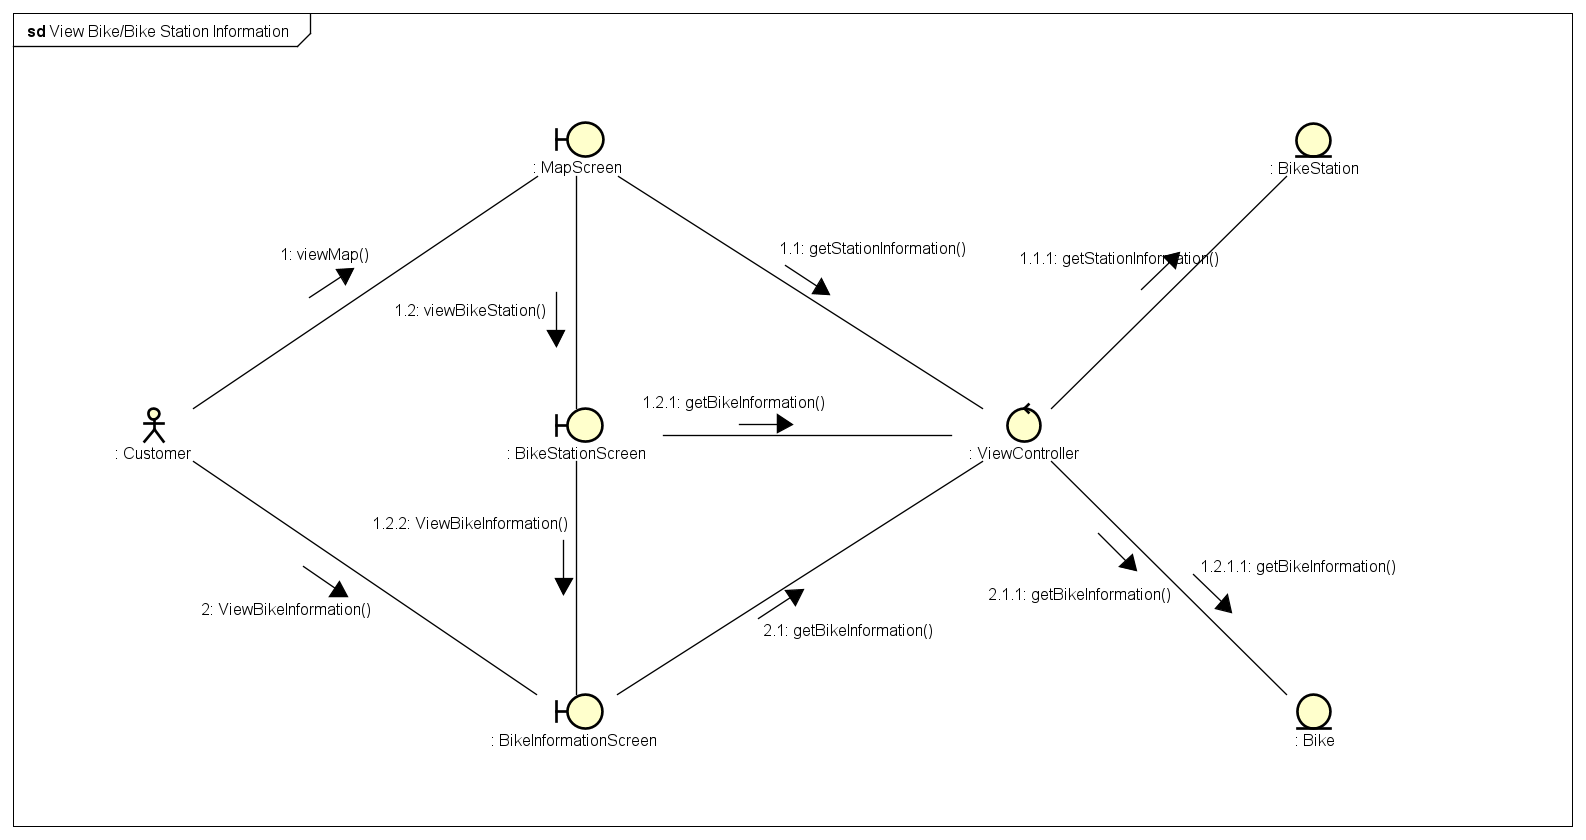 sd View Bike/Bike Station Information
: MapScreen
: BikeStation
1: viewMap()
1.1: getStationInformation()
1.1.1: getStationInformation()
1.2: viewBikeStation()
1.2.1: getBikeInformation()
: Customer
: BikeStationScreen
: ViewController
1.2.2: ViewBikeInformation()
1.2.1.1: getBikeInformation()
2.1.1: getBikeInformation()
2: ViewBikeInformation()
2.1: getBikeInformation()
: BikeInformationScreen
: Bike